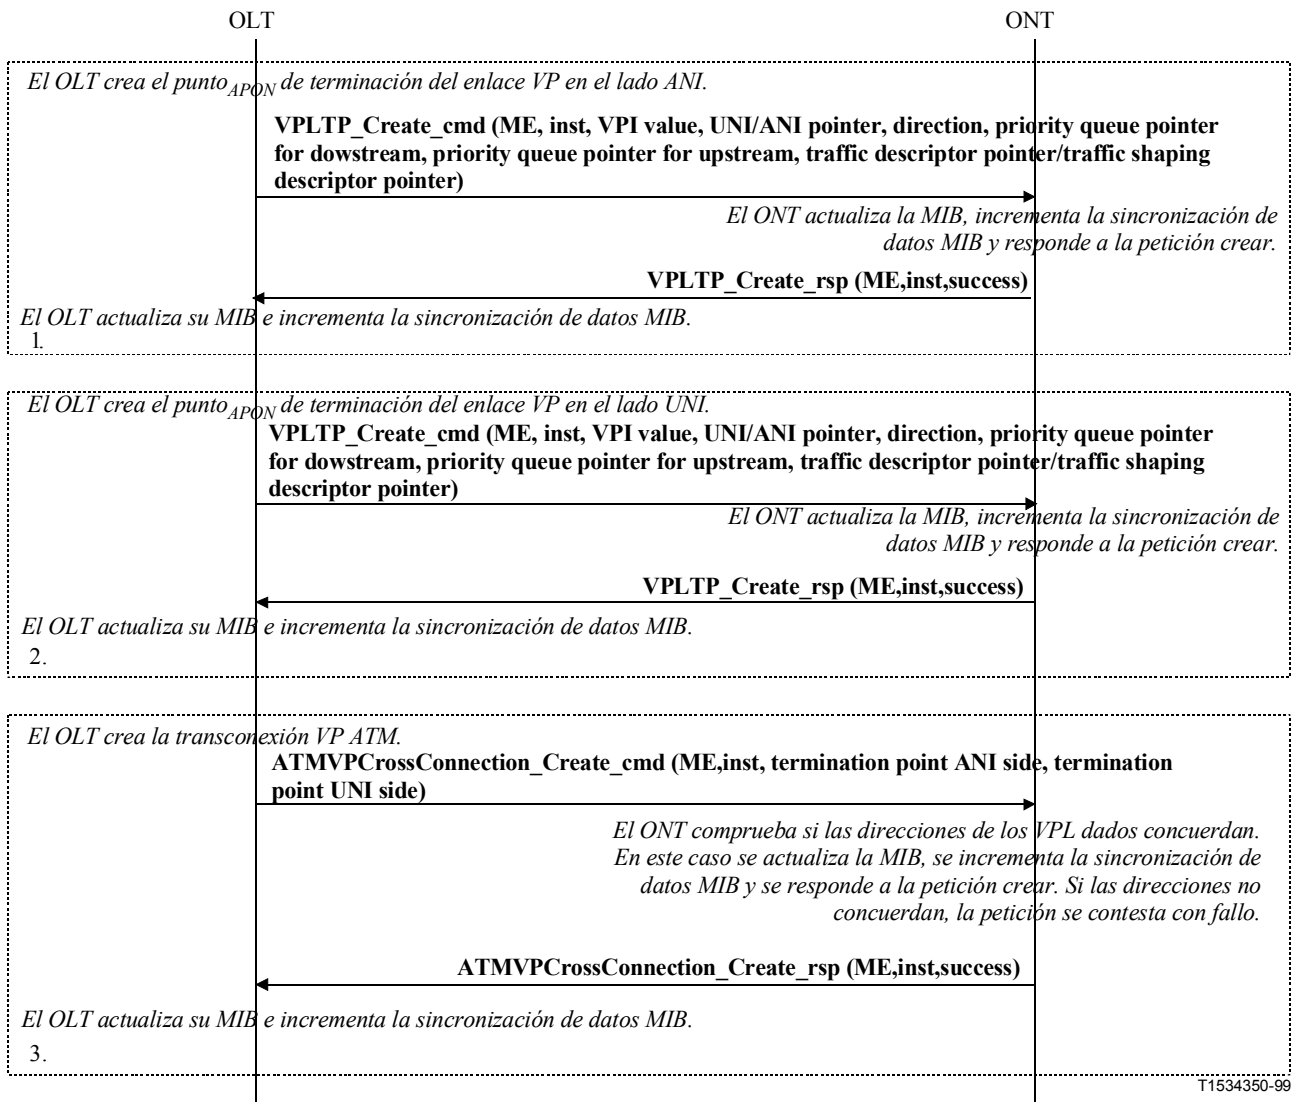 OLT ONT
El OLT crea el punto APON de terminación del enlace VP en el lado ANI.
VPLTP_Create_cmd (ME, inst, VPI value, UNI/ANI pointer, direction, priority queue pointer
for dowstream, priority queue pointer for upstream, traffic descriptor pointer/traffic shaping
descriptor pointer)
El ONT actualiza la MIB, incrementa la sincronización de
datos MIB y responde a la petición crear.
VPLTP_Create_rsp (ME,inst,success)
El OLT actualiza su MIB e incrementa la sincronización de datos MIB.
1.
El OLT crea el punto APON de terminación del enlace VP en el lado UNI.
VPLTP_Create_cmd (ME, inst, VPI value, UNI/ANI pointer, direction, priority queue pointer
for dowstream, priority queue pointer for upstream, traffic descriptor pointer/traffic shaping
descriptor pointer)
El ONT actualiza la MIB, incrementa la sincronización de
datos MIB y responde a la petición crear.
VPLTP_Create_rsp (ME,inst,success)
El OLT actualiza su MIB e incrementa la sincronización de datos MIB.
2.
El OLT crea la transconexión VP ATM.
ATMVPCrossConnection_Create_cmd (ME,inst, termination point ANI side, termination
point UNI side)
El ONT comprueba si las direcciones de los VPL dados concuerdan.
En este caso se actualiza la MIB, se incrementa la sincronización de
datos MIB y se responde a la petición crear. Si las direcciones no
concuerdan, la petición se contesta con fallo.
ATMVPCrossConnection_Create_rsp (ME,inst,success)
El OLT actualiza su MIB e incrementa la sincronización de datos MIB.
3.
T1534350-99